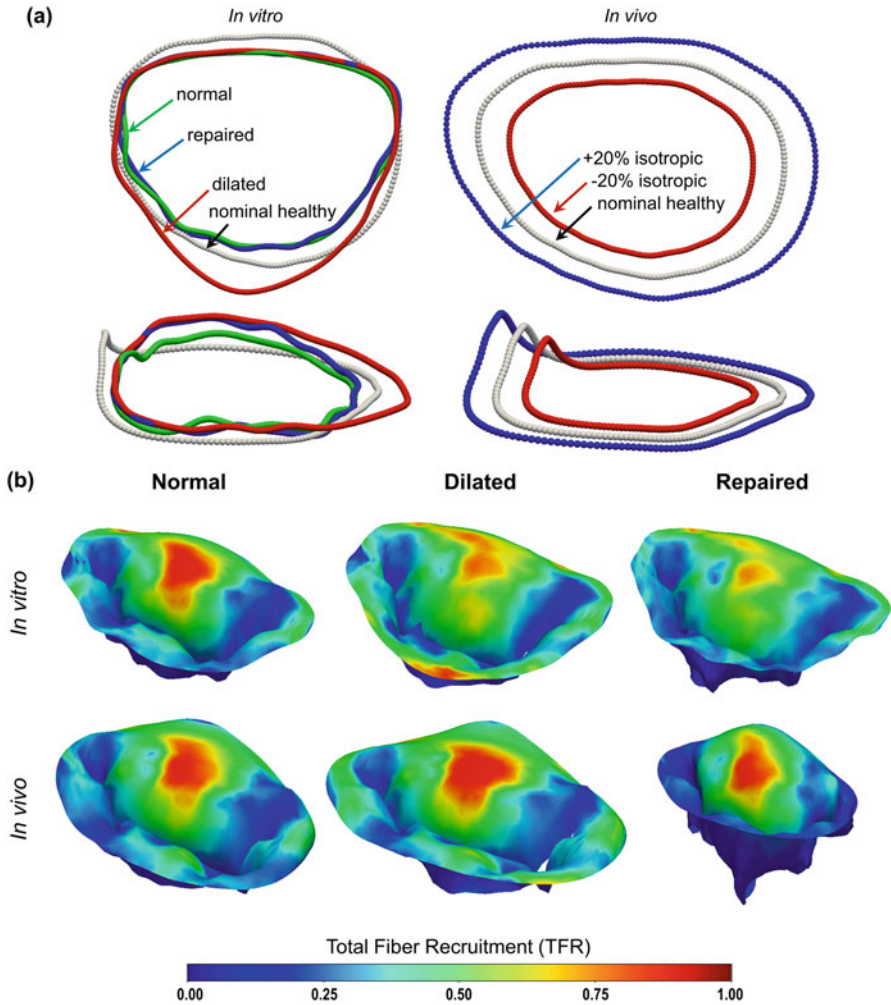 (a)
In vitro
In vivo
normal
repaired
dilated
nominal healthy
+20% isotropic
-20% isotropic
nominal healthy
(b)
Normal Dilated Repaired
In vitro
In vivo
Total Fiber Recruitment (TFR)
0.00 0.25 0.50 0.75 1.00